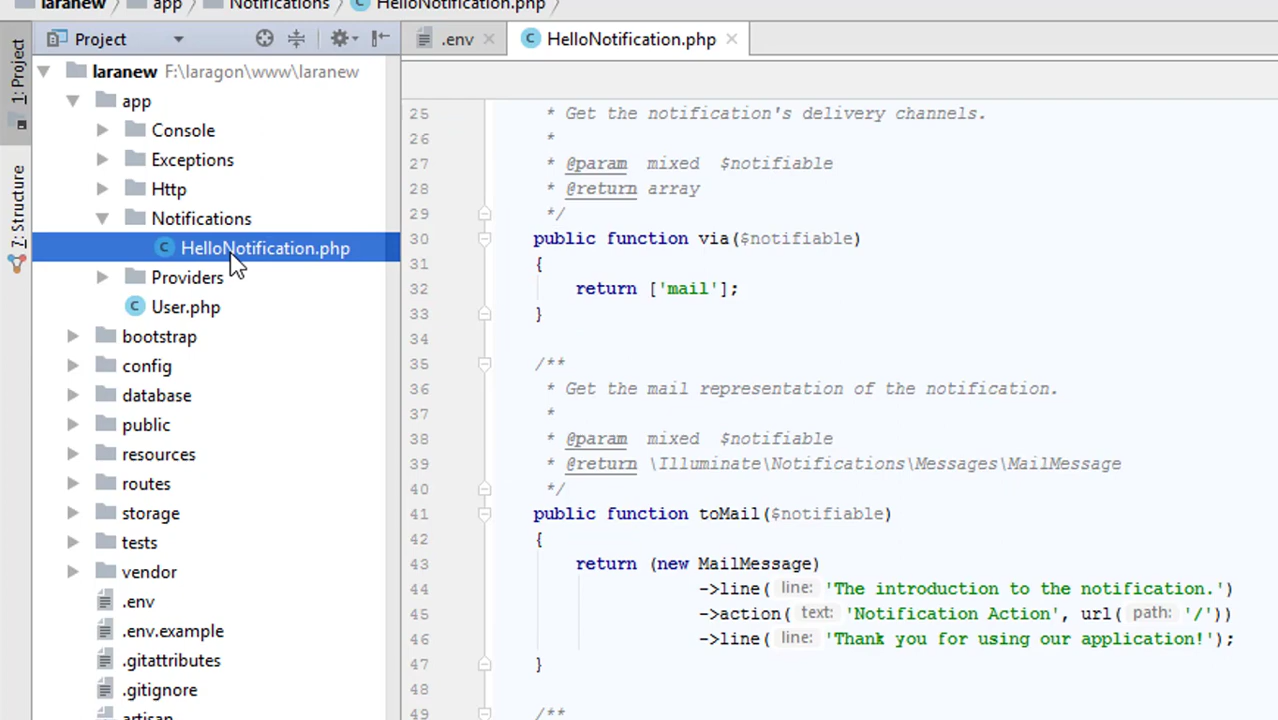 laranew app Notifications HelloNotification.php
1: Project
7: Structure
Project
laranew F:\laragon\www\laranew
app
Console
Exceptions
Http
Notifications
HelloNotification.php
Providers
User.php
bootstrap
config
database
public
resources
routes
storage
tests
vendor
.env
.env.example
.gitattributes
.gitignore
artisan
.env HelloNotification.php
25 * Get the notification's delivery channels.
26 *
27 * @param mixed $notifiable
28 * @return array
29 */
30 public function via($notifiable)
31 {
32 return ['mail'];
33 }
34
35 /**
36 * Get the mail representation of the notification.
37 *
38 * @param mixed $notifiable
39 * @return \Illuminate\Notifications\Messages\MailMessage
40 */
41 public function toMail($notifiable)
42 {
43 return (new MailMessage)
44 ->line( line: 'The introduction to the notification.')
45 ->action( text: 'Notification Action', url( path: '/'))
46 ->line( line: 'Thank you for using our application!');
47 }
48
49 /**